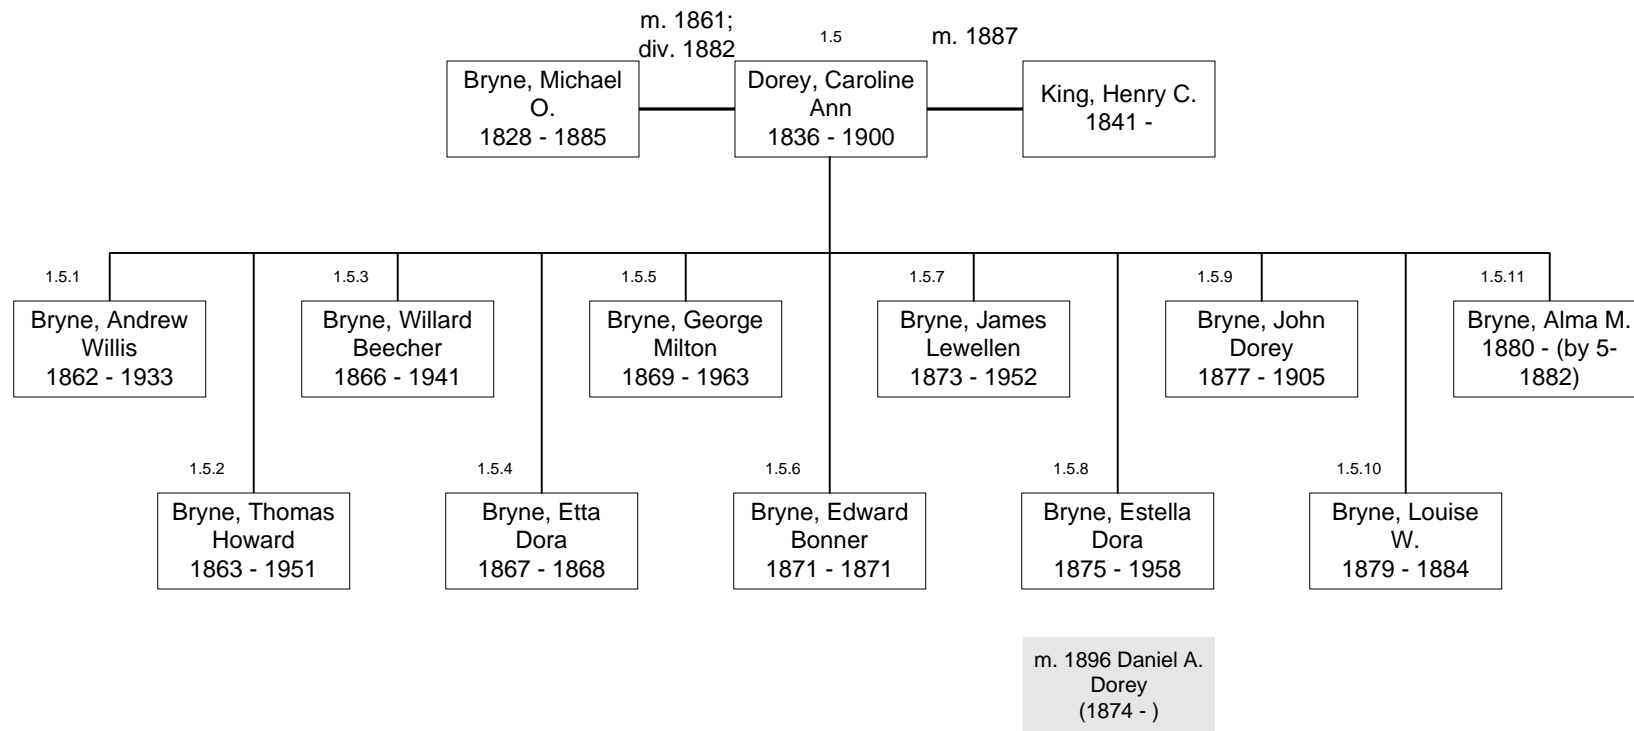 m. 1861;
div. 1882
1.5
m. 1887
Bryne, Michael
O.
1828 - 1885
Dorey, Caroline
Ann
1836 - 1900
King, Henry C.
1841 -
1.5.1
Bryne, Andrew
Willis
1862 - 1933
1.5.3
Bryne, Willard
Beecher
1866 - 1941
1.5.5
Bryne, George
Milton
1869 - 1963
1.5.7
Bryne, James
Lewellen
1873 - 1952
1.5.9
Bryne, John
Dorey
1877 - 1905
1.5.11
Bryne, Alma M.
1880 - (by 5-
1882)
1.5.2
Bryne, Thomas
Howard
1863 - 1951
1.5.4
Bryne, Etta
Dora
1867 - 1868
1.5.6
Bryne, Edward
Bonner
1871 - 1871
1.5.8
Bryne, Estella
Dora
1875 - 1958
1.5.10
Bryne, Louise
W.
1879 - 1884
m. 1896 Daniel A.
Dorey
(1874 - )